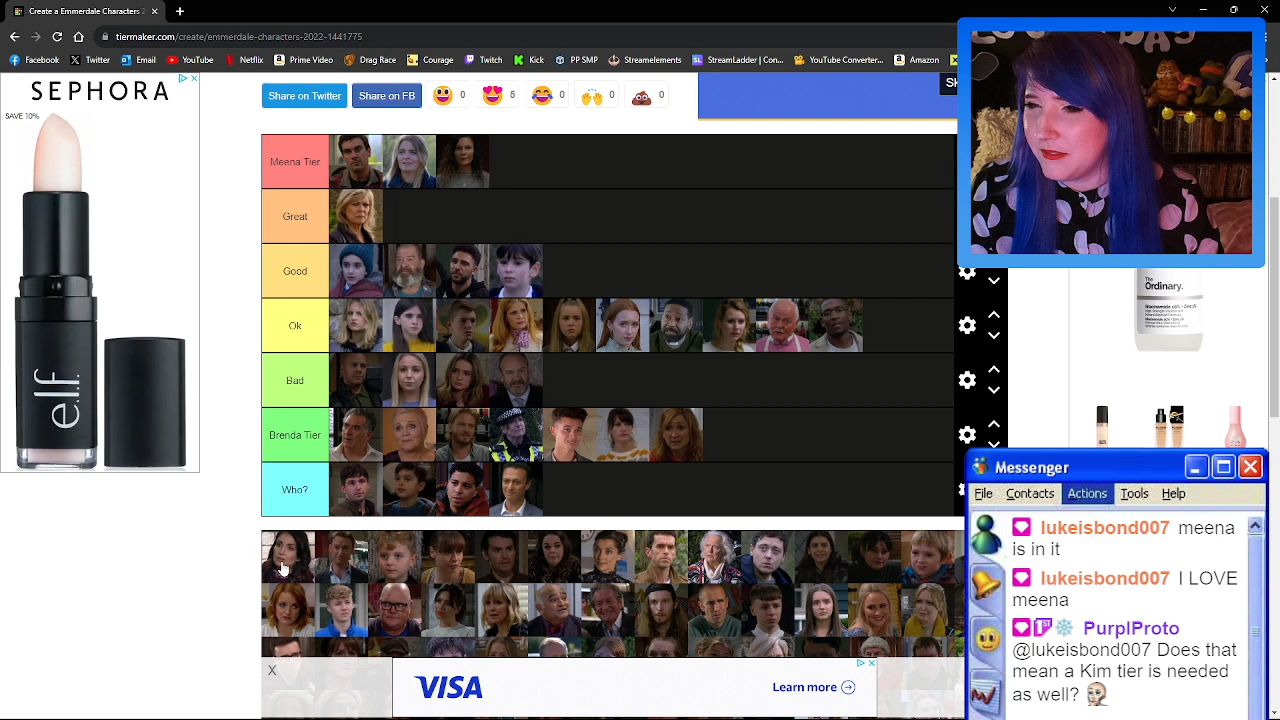 Create a Emmerdale Characters 2
tiermaker.com/create/emmerdale-characters-2022-1441775
Facebook
Twitter
Email
YouTube
Netflix
Prime Video
Drag Race
Course
Twitch
Kick
PP SMP
Streamelements
StreamLadder | Con...
YouTube Comment...
Amazon
SEPHORA
SAVE 10%
e.l.f.
Share on Twitter
Share on FB
0
5
0
0
0
Meena Tier
Great
Good
Ok
Bad
Brenda Tier
Who?
The
Ordinary.
X
VISA
Learn more
Messenger
File Contacts Actions Tools Help
lukeisbond007 meena
is in it
lukeisbond007 I LOVE
meena
PurplProto
@lukeisbond007 Does that
mean a Kim tier is needed
as well?